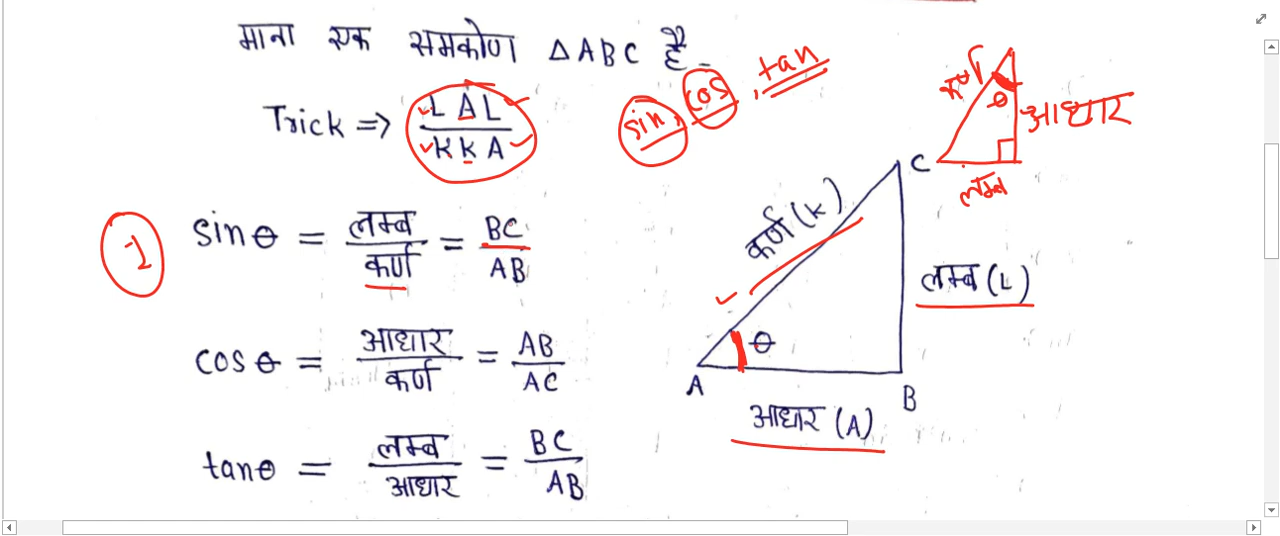 माना एक समकोण ΔABC है -
Trick => LAL / KKA
sin, cos, tan
कर्ण θ आधार
लम्ब
1
sinθ = लम्ब / कर्ण = BC / AB
cosθ = आधार / कर्ण = AB / AC
tanθ = लम्ब / आधार = BC / AB
C
कर्ण (K)
लम्ब (L)
θ
A
B
आधार (A)